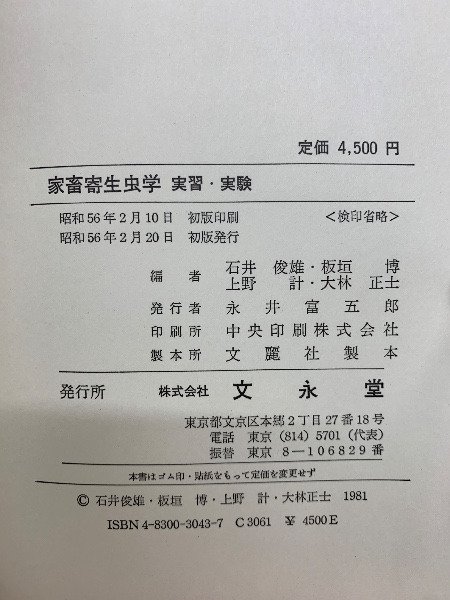 定価 4,500 円
家畜寄生虫学 実習・実験
昭和56年2月10日 初版印刷 <検印省略>
昭和56年2月20日 初版発行
編者 石井俊雄・板垣博
上野計・大林正士
発行者 永井富五郎
印刷所 中央印刷株式会社
製本所 文麗社製本
発行所 株式会社 文永堂
東京都文京区本郷2丁目27番18号
電話 東京 (814) 5701 (代表)
振替 東京 8-106829番
本書はゴム印・貼紙をもって定価を変更せず
© 石井俊雄・板垣 博・上野 計・大林正士 1981
ISBN 4-8300-3043-7 C 3061 ¥ 4500 E